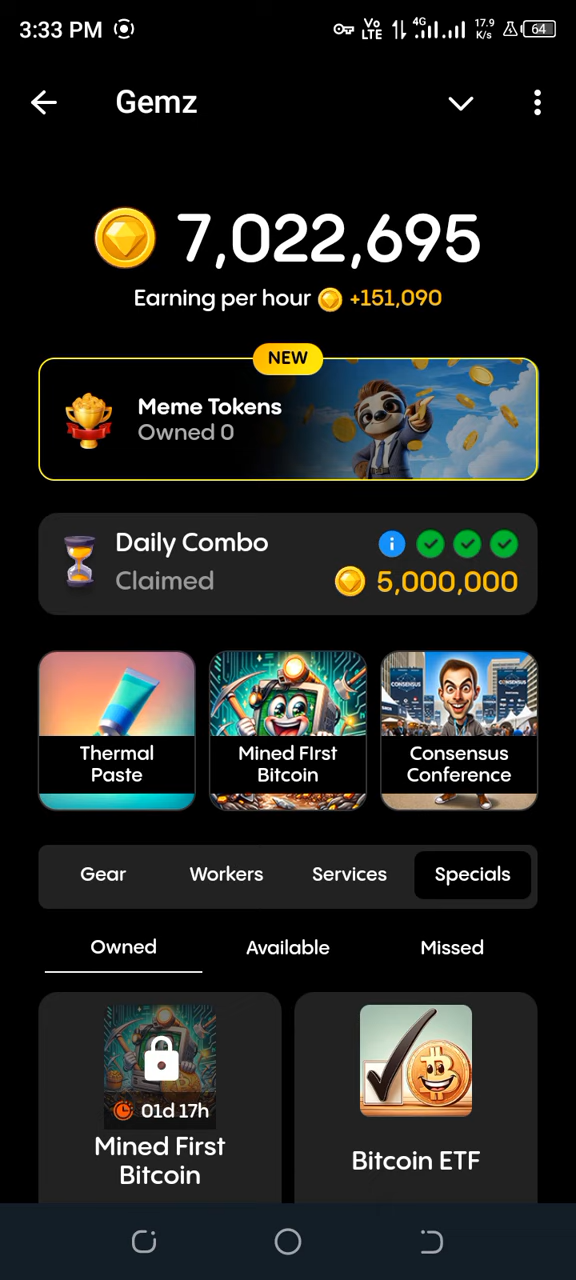 3:33 PM
Vo LTE 4G 17.9 K/s 64
Gemz
7,022,695
Earning per hour +151,090
NEW
Meme Tokens
Owned 0
Daily Combo
Claimed
5,000,000
Thermal
Paste
Mined FIrst
Bitcoin
CONSENSUS
Consensus
Conference
Gear Workers Services Specials
Owned Available Missed
01d 17h
Mined First
Bitcoin
Bitcoin ETF